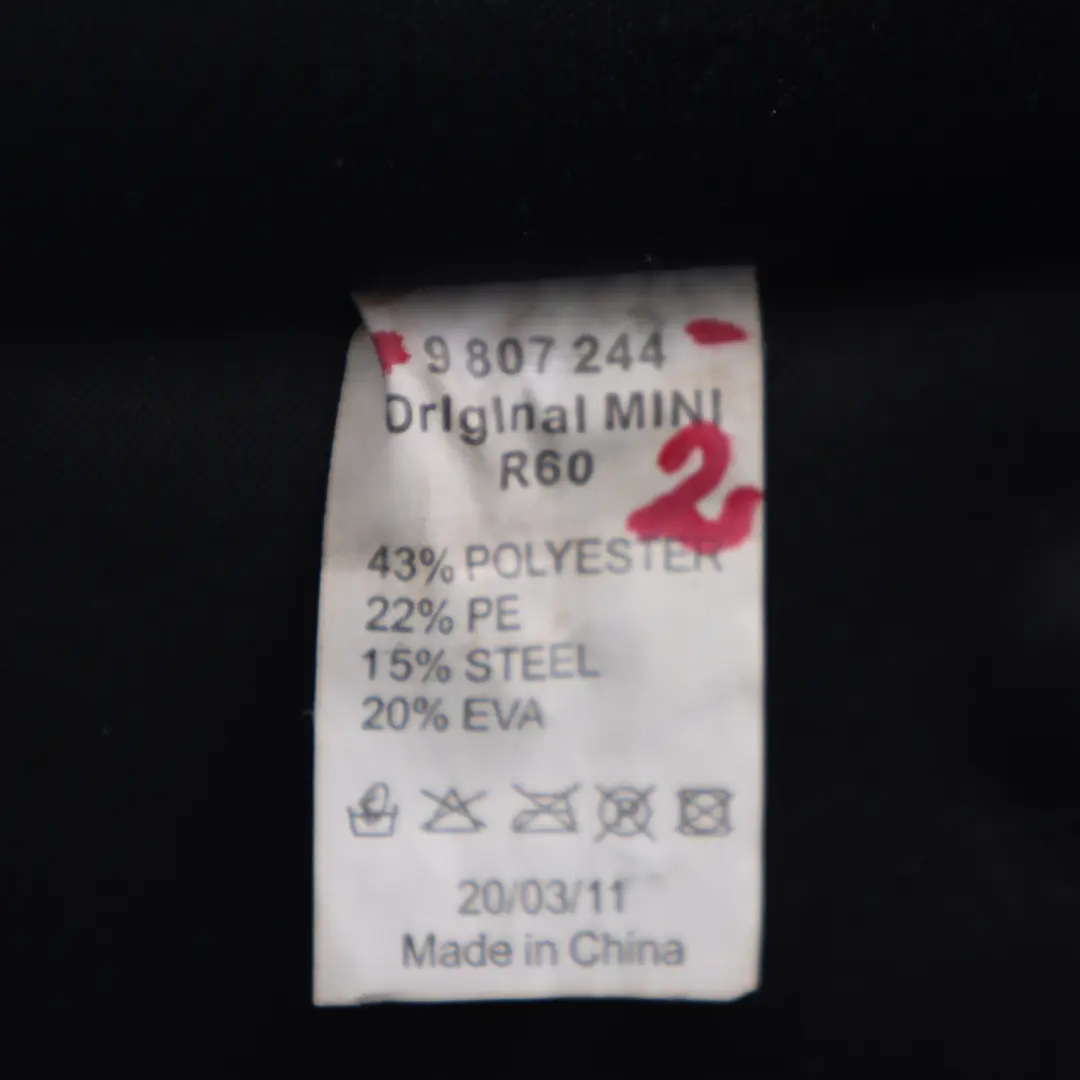 9 807 244
Original MINI
R60
2
43% POLYESTER
22% PE
15% STEEL
20% EVA
P
20/03/11
Made in China